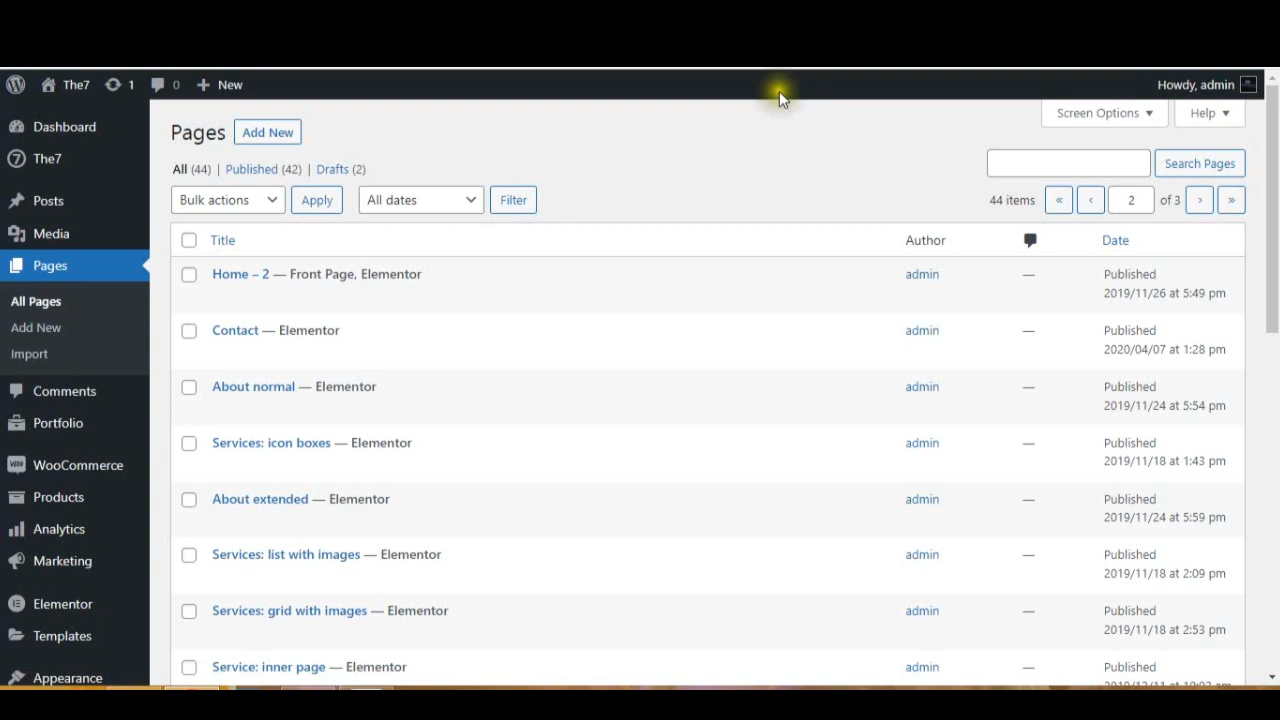 The7 1 0 New Howdy, admin
Dashboard
The7
Posts
Media
Pages
All Pages
Add New
Import
Comments
Portfolio
WooCommerce
Products
Analytics
Marketing
Elementor
Templates
Appearance
Screen Options Help
Pages Add New
All (44) | Published (42) | Drafts (2)
Search Pages
Bulk actions Apply All dates Filter 44 items « ‹ 2 of 3 › »
Title Author Date
Home – 2 — Front Page, Elementor admin — Published
2019/11/26 at 5:49 pm
Contact — Elementor admin — Published
2020/04/07 at 1:28 pm
About normal — Elementor admin — Published
2019/11/24 at 5:54 pm
Services: icon boxes — Elementor admin — Published
2019/11/18 at 1:43 pm
About extended — Elementor admin — Published
2019/11/24 at 5:59 pm
Services: list with images — Elementor admin — Published
2019/11/18 at 2:09 pm
Services: grid with images — Elementor admin — Published
2019/11/18 at 2:53 pm
Service: inner page — Elementor admin — Published